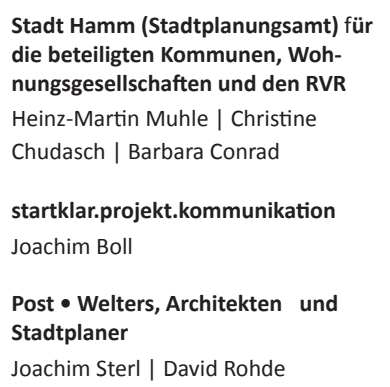 Stadt Hamm (Stadtplanungsamt) für
die beteiligten Kommunen, Woh-
nungsgesellschaften und den RVR
Heinz-Martin Muhle | Christine
Chudasch | Barbara Conrad
startklar.projekt.kommunikation
Joachim Boll
Post • Welters, Architekten und
Stadtplaner
Joachim Sterl | David Rohde